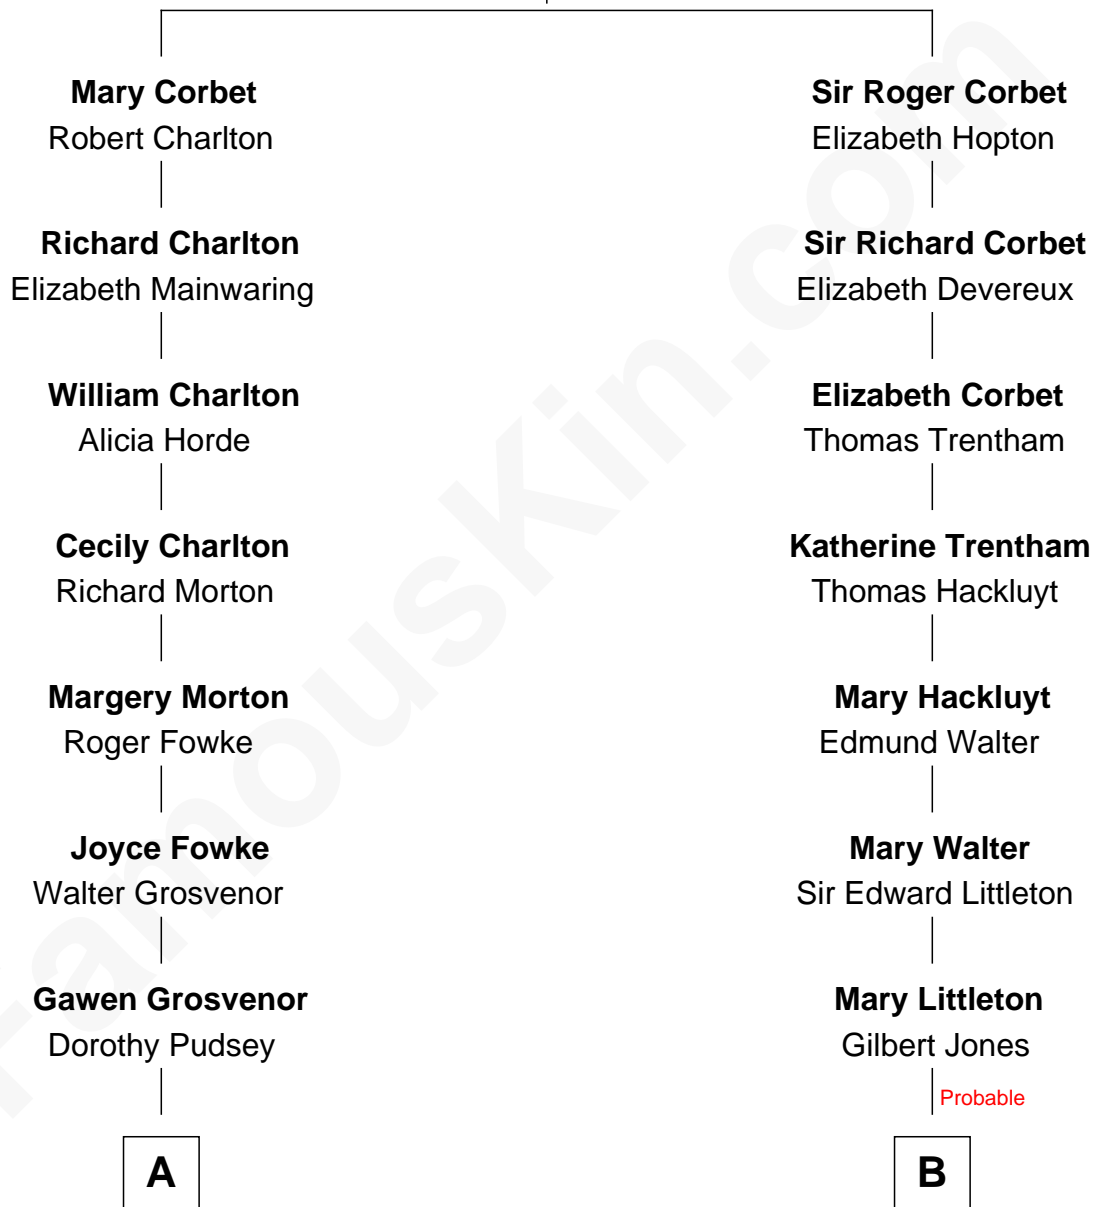 Mary Corbet
Robert Charlton
Richard Charlton
Elizabeth Mainwaring
William Charlton
Alicia Horde
Cecily Charlton
Richard Morton
Margery Morton
Roger Fowke
Joyce Fowke
Walter Grosvenor
Gawen Grosvenor
Dorothy Pudsey
A
Sir Roger Corbet
Elizabeth Hopton
Sir Richard Corbet
Elizabeth Devereux
Elizabeth Corbet
Thomas Trentham
Katherine Trentham
Thomas Hackluyt
Mary Hackluyt
Edmund Walter
Mary Walter
Sir Edward Littleton
Mary Littleton
Gilbert Jones
Probable
B
FamousKin.com